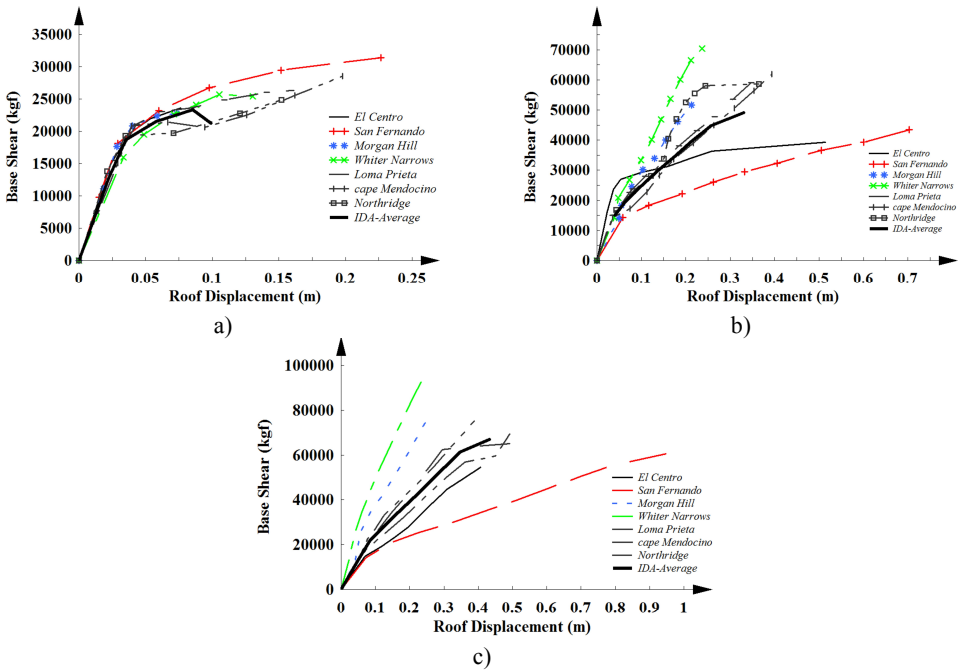 a)
Base Shear (kgf)
35000
30000
25000
20000
15000
10000
5000
0
0
0.05
0.1
0.15
0.2
0.25
Roof Displacement (m)
El Centro
San Fernando
Morgan Hill
Whiter Narrows
Loma Prieta
cape Mendocino
Northridge
IDA-Average
b)
Base Shear (kgf)
70000
60000
50000
40000
30000
20000
10000
0
0
0.1
0.2
0.3
0.4
0.5
0.6
0.7
Roof Displacement (m)
El Centro
San Fernando
Morgan Hill
Whiter Narrows
Loma Prieta
cape Mendocino
Northridge
IDA-Average
Base Shear (kgf)
100000
80000
60000
40000
20000
0
0
0.1
0.2
0.3
0.4
0.5
0.6
0.7
0.8
0.9
1
Roof Displacement (m)
El Centro
San Fernando
Morgan Hill
Whiter Narrows
Loma Prieta
cape Mendocino
Northridge
IDA-Average
c)